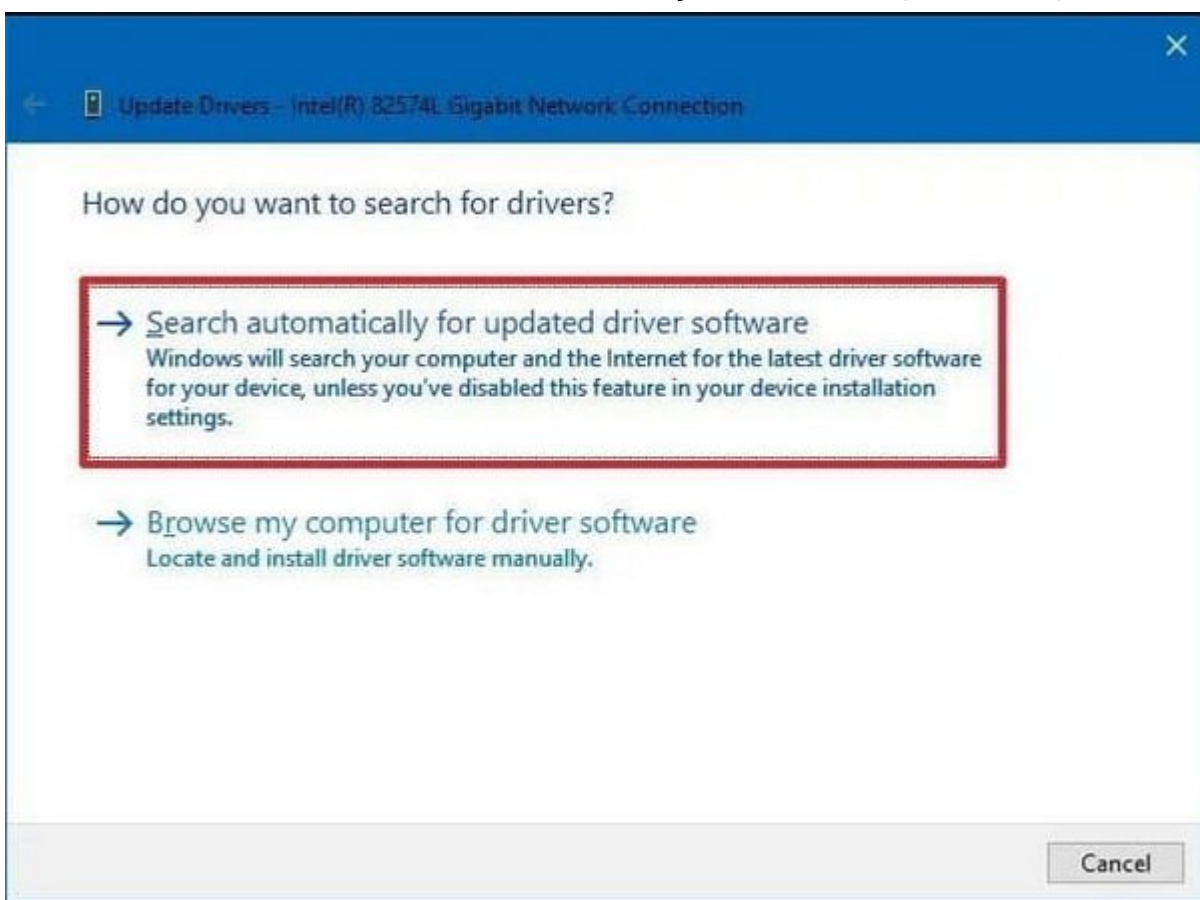 Update Drivers - Intel(R) 82574L Gigabit Network Connection
How do you want to search for drivers?
Search automatically for updated driver software
Windows will search your computer and the Internet for the latest driver software
for your device, unless you've disabled this feature in your device installation
settings.
Browse my computer for driver software
Locate and install driver software manually.
Cancel